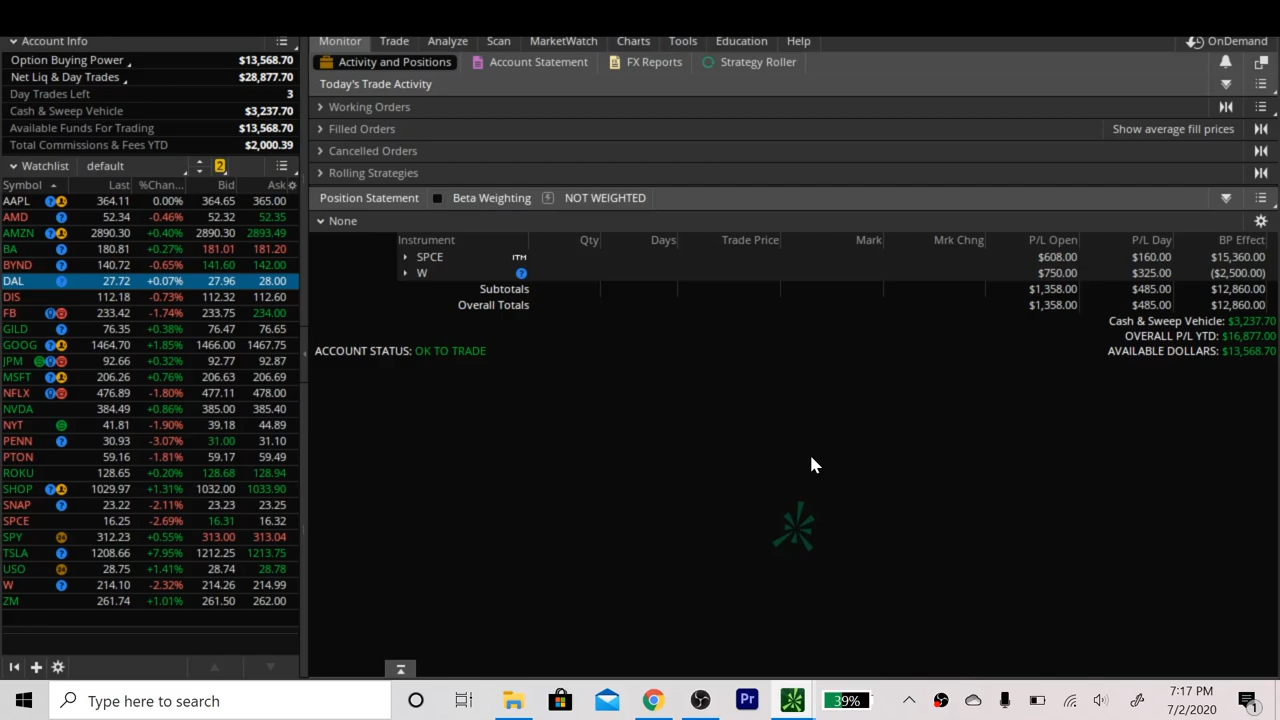 Account Info
Option Buying Power $13,568.70
Net Liq & Day Trades $28,877.70
Day Trades Left 3
Cash & Sweep Vehicle $3,237.70
Available Funds For Trading $13,568.70
Total Commissions & Fees YTD $2,000.39
Watchlist default 2
Symbol Last %Chan... Bid Ask
AAPL 364.11 0.00% 364.65 365.00
AMD 52.34 -0.46% 52.32 52.35
AMZN 2890.30 +0.40% 2890.30 2893.49
BA 180.81 +0.27% 181.01 181.20
BYND 140.72 -0.65% 141.60 142.00
DAL 27.72 +0.07% 27.96 28.00
DIS 112.18 -0.73% 112.32 112.60
FB 233.42 -1.74% 233.75 234.00
GILD 76.35 +0.38% 76.47 76.65
GOOG 1464.70 +1.85% 1466.00 1467.75
JPM 92.66 +0.32% 92.77 92.87
MSFT 206.26 +0.76% 206.63 206.69
NFLX 476.89 -1.80% 477.11 478.00
NVDA 384.49 +0.86% 385.00 385.40
NYT 41.81 -1.90% 39.18 44.89
PENN 30.93 -3.07% 31.00 31.10
PTON 59.16 -1.81% 59.17 59.49
ROKU 128.65 +0.20% 128.68 128.94
SHOP 1029.97 +1.31% 1032.00 1033.90
SNAP 23.22 -2.11% 23.23 23.25
SPCE 16.25 -2.69% 16.31 16.32
SPY 312.23 +0.55% 313.00 313.04
TSLA 1208.66 +7.95% 1212.25 1213.75
USO 28.75 +1.41% 28.74 28.78
W 214.10 -2.32% 214.26 214.99
ZM 261.74 +1.01% 261.50 262.00
Monitor Trade Analyze Scan MarketWatch Charts Tools Education Help OnDemand
Activity and Positions Account Statement FX Reports Strategy Roller
Today's Trade Activity
Working Orders
Filled Orders Show average fill prices
Cancelled Orders
Rolling Strategies
Position Statement Beta Weighting NOT WEIGHTED
None
Instrument Qty Days Trade Price Mark Mrk Chng P/L Open P/L Day BP Effect
SPCE ITM $608.00 $160.00 $15,360.00
W $750.00 $325.00 ($2,500.00)
Subtotals $1,358.00 $485.00 $12,860.00
Overall Totals $1,358.00 $485.00 $12,860.00
Cash & Sweep Vehicle: $3,237.70
OVERALL P/L YTD: $16,877.00
ACCOUNT STATUS: OK TO TRADE AVAILABLE DOLLARS: $13,568.70
Type here to search Pr 39% 7:17 PM
7/2/2020 1